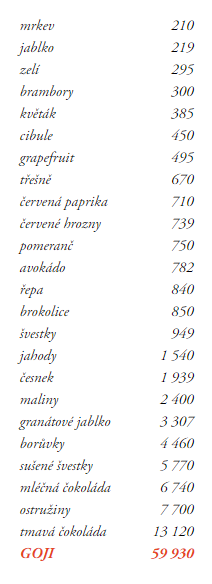 mrkev 210
jablko 219
zelí 295
brambory 300
květák 385
cibule 450
grapefruit 495
třešně 670
červená paprika 710
červené hrozny 739
pomeranč 750
avokádo 782
řepa 840
brokolice 850
švestky 949
jahody 1 540
česnek 1 939
maliny 2 400
granátové jablko 3 307
borůvky 4 460
sušené švestky 5 770
mléčná čokoláda 6 740
ostružiny 7 700
tmavá čokoláda 13 120
GOJI 59 930